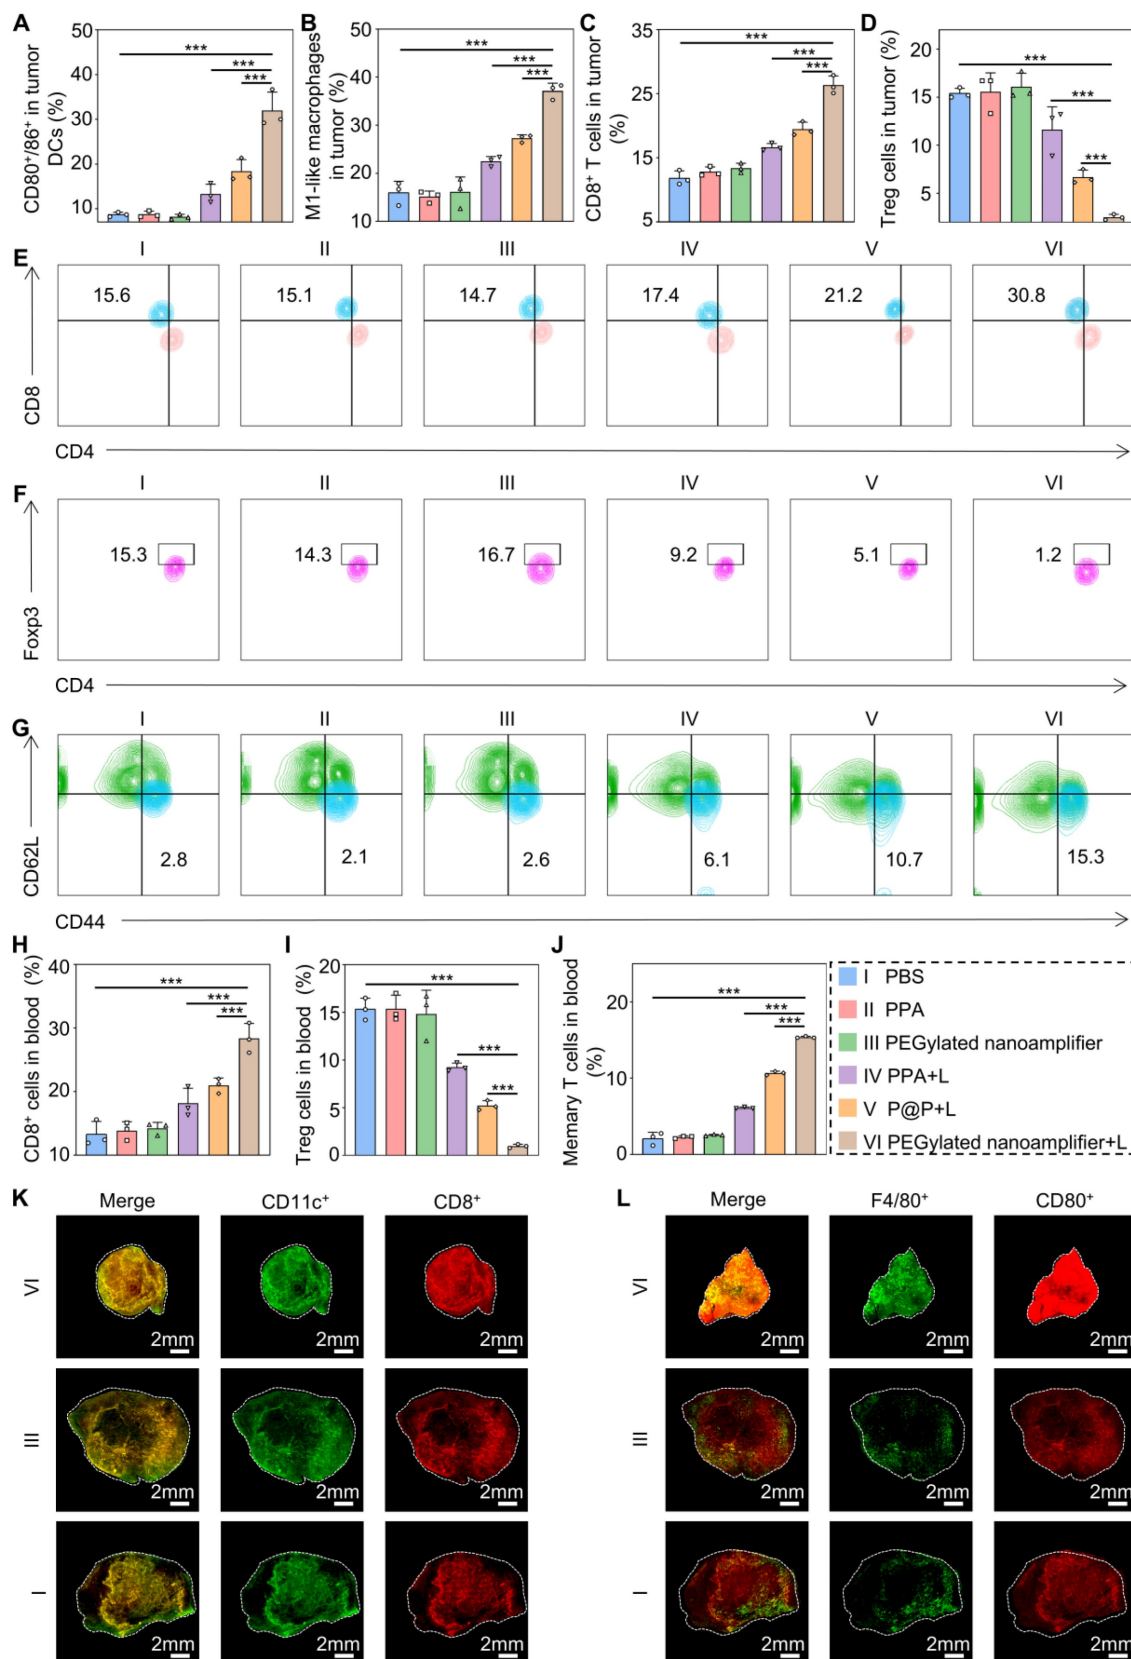 A
CD80⁺/86⁺ in tumor
DCs (%)
50
40
30
20
10
***
***
***
B
M1-like macrophages
in tumor (%)
50
40
30
20
10
***
***
***
C
CD8⁺ T cells in tumor
(%)
35
25
15
5
***
***
***
D
Treg cells in tumor (%)
20
15
10
5
***
***
***
E
I II III IV V VI
15.6 15.1 14.7 17.4 21.2 30.8
CD8
CD4
F
I II III IV V VI
15.3 14.3 16.7 9.2 5.1 1.2
Foxp3
CD4
G
I II III IV V VI
2.8 2.1 2.6 6.1 10.7 15.3
CD62L
CD44
H
CD8⁺ cells in blood (%)
40
30
20
10
***
***
***
I
Treg cells in blood (%)
20
15
10
5
0
***
***
***
J
Memary T cells in blood
(%)
20
10
0
***
***
***
I PBS
II PPA
III PEGylated nanoamplifier
IV PPA+L
V P@P+L
VI PEGylated nanoamplifier+L
K
Merge CD11c⁺ CD8⁺
VI
2mm 2mm 2mm
III
2mm 2mm 2mm
I
2mm 2mm 2mm
L
Merge F4/80⁺ CD80⁺
VI
2mm 2mm 2mm
III
2mm 2mm 2mm
I
2mm 2mm 2mm